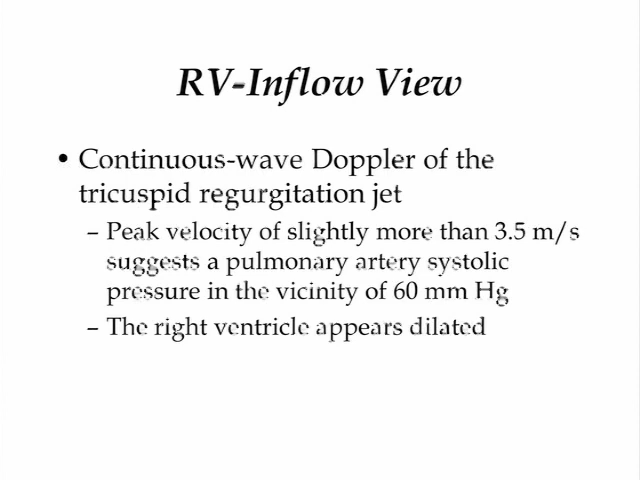 RV-Inflow View
• Continuous-wave Doppler of the
tricuspid regurgitation jet
– Peak velocity of slightly more than 3.5 m/s
suggests a pulmonary artery systolic
pressure in the vicinity of 60 mm Hg
– The right ventricle appears dilated